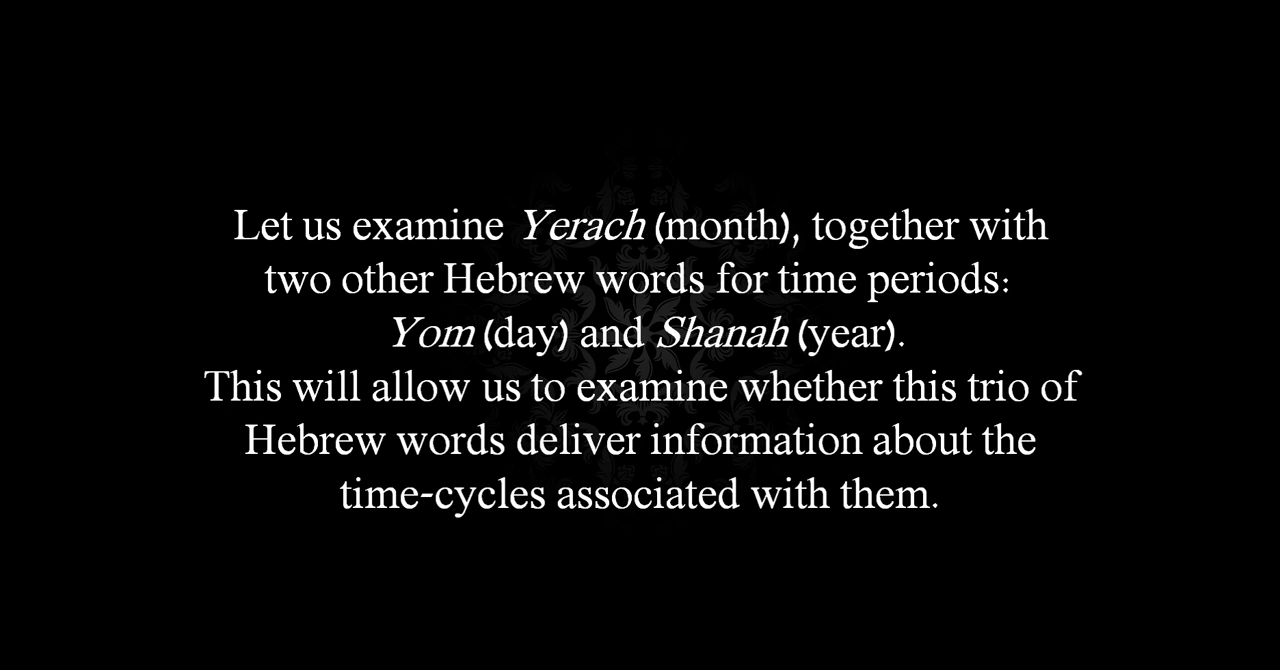 Let us examine Yerach (month), together with
two other Hebrew words for time periods:
Yom (day) and Shanah (year).
This will allow us to examine whether this trio of
Hebrew words deliver information about the
time-cycles associated with them.